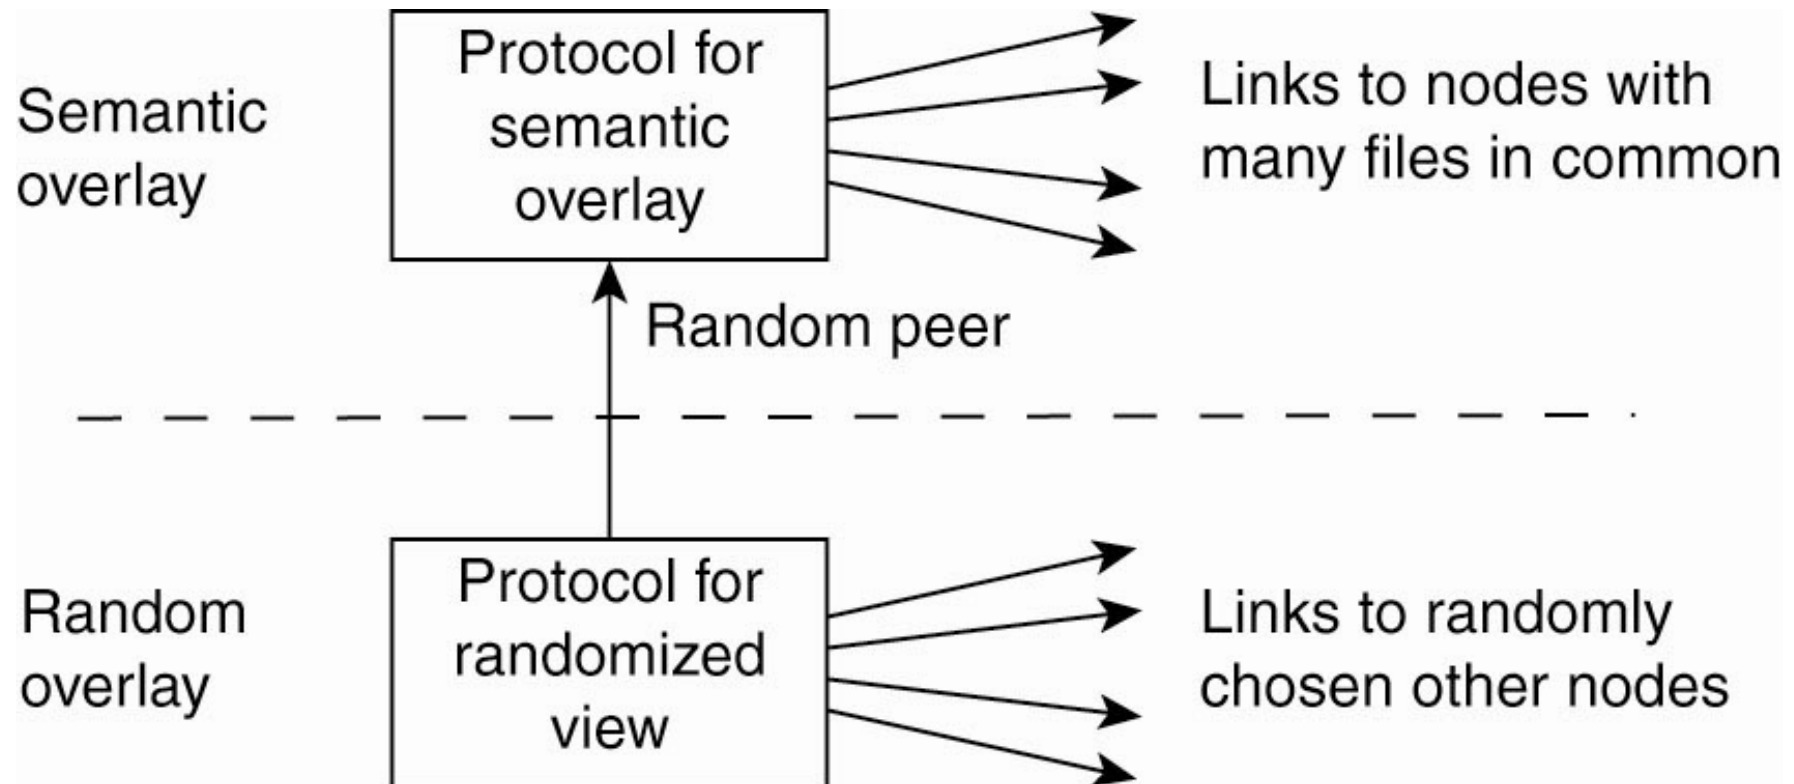 Semantic
overlay
Protocol for
semantic
overlay
Links to nodes with
many files in common
Random peer
Random
overlay
Protocol for
randomized
view
Links to randomly
chosen other nodes